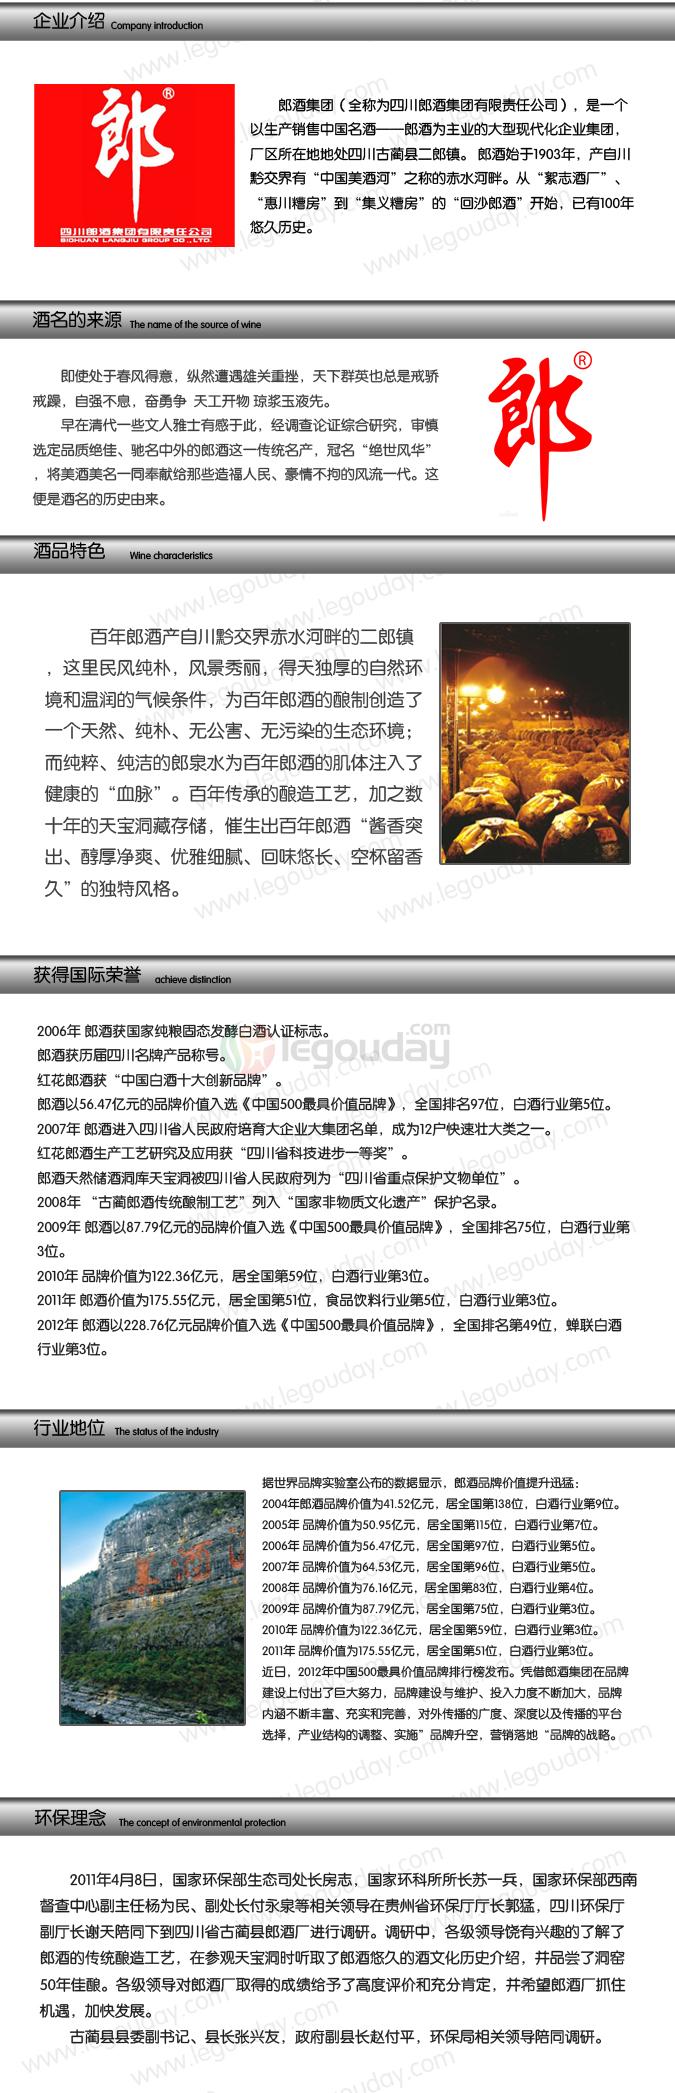 企业介绍 Company introduction
郎®
四川郎酒集团有限责任公司
SICHUAN LANGJIU GROUP CO.,LTD.
郎酒集团（全称为四川郎酒集团有限责任公司），是一个
以生产销售中国名酒——郎酒为主业的大型现代化企业集团，
厂区所在地地处四川古蔺县二郎镇。 郎酒始于1903年，产自川
黔交界有“中国美酒河”之称的赤水河畔。从“絮志酒厂”、
“惠川糟房”到“集义糟房”的“回沙郎酒”开始，已有100年
悠久历史。
酒名的来源 The name of the source of wine
即使处于春风得意，纵然遭遇雄关重挫，天下群英也总是戒骄
戒躁，自强不息，奋勇争 天工开物 琼浆玉液先。
早在清代一些文人雅士有感于此，经调查论证综合研究，审慎
选定品质绝佳、驰名中外的郎酒这一传统名产，冠名“绝世风华”
，将美酒美名一同奉献给那些造福人民、豪情不拘的风流一代。这
便是酒名的历史由来。
郎®
酒品特色 Wine characteristics
百年郎酒产自川黔交界赤水河畔的二郎镇
，这里民风纯朴，风景秀丽，得天独厚的自然环
境和温润的气候条件，为百年郎酒的酿制创造了
一个天然、纯朴、无公害、无污染的生态环境；
而纯粹、纯洁的郎泉水为百年郎酒的肌体注入了
健康的“血脉”。百年传承的酿造工艺，加之数
十年的天宝洞藏存储，催生出百年郎酒“酱香突
出、醇厚净爽、优雅细腻、回味悠长、空杯留香
久”的独特风格。
获得国际荣誉 achieve distinction
legouday.com
2006年 郎酒获国家纯粮固态发酵白酒认证标志。
郎酒获历届四川名牌产品称号。
红花郎酒获“中国白酒十大创新品牌”。
郎酒以56.47亿元的品牌价值入选《中国500最具价值品牌》，全国排名97位，白酒行业第5位。
2007年 郎酒进入四川省人民政府培育大企业大集团名单，成为12户快速壮大类之一。
红花郎酒生产工艺研究及应用获“四川省科技进步一等奖”。
郎酒天然储酒洞库天宝洞被四川省人民政府列为“四川省重点保护文物单位”。
2008年 “古蔺郎酒传统酿制工艺”列入“国家非物质文化遗产”保护名录。
2009年 郎酒以87.79亿元的品牌价值入选《中国500最具价值品牌》，全国排名75位，白酒行业第
3位。
2010年 品牌价值为122.36亿元，居全国第59位，白酒行业第3位。
2011年 郎酒价值为175.55亿元，居全国第51位，食品饮料行业第5位，白酒行业第3位。
2012年 郎酒以228.76亿元品牌价值入选《中国500最具价值品牌》，全国排名第49位，蝉联白酒
行业第3位。
行业地位 The status of the industry
据世界品牌实验室公布的数据显示，郎酒品牌价值提升迅猛：
2004年郎酒品牌价值为41.52亿元，居全国第138位，白酒行业第9位。
2005年 品牌价值为50.95亿元，居全国第115位，白酒行业第7位。
2006年 品牌价值为56.47亿元，居全国第97位，白酒行业第5位。
2007年 品牌价值为64.53亿元，居全国第96位，白酒行业第5位。
2008年 品牌价值为76.16亿元，居全国第83位，白酒行业第4位。
2009年 品牌价值为87.79亿元，居全国第75位，白酒行业第3位。
2010年 品牌价值为122.36亿元，居全国第59位，白酒行业第3位。
2011年 品牌价值为175.55亿元，居全国第51位，白酒行业第3位。
近日，2012年中国500最具价值品牌排行榜发布。凭借郎酒集团在品牌
建设上付出了巨大努力，品牌建设与维护、投入力度不断加大，品牌
内涵不断丰富、充实和完善，对外传播的广度、深度以及传播的平台
选择，产业结构的调整、实施”品牌升空，营销落地“品牌的战略。
环保理念 The concept of environmental protection
2011年4月8日，国家环保部生态司处长房志，国家环科所所长苏一兵，国家环保部西南
督查中心副主任杨为民、副处长付永泉等相关领导在贵州省环保厅厅长郭猛，四川环保厅
副厅长谢天陪同下到四川省古蔺县郎酒厂进行调研。调研中，各级领导饶有兴趣的了解了
郎酒的传统酿造工艺，在参观天宝洞时听取了郎酒悠久的酒文化历史介绍，并品尝了洞窖
50年佳酿。各级领导对郎酒厂取得的成绩给予了高度评价和充分肯定，并希望郎酒厂抓住
机遇，加快发展。
古蔺县县委副书记、县长张兴友，政府副县长赵付平，环保局相关领导陪同调研。
www.legouday.com